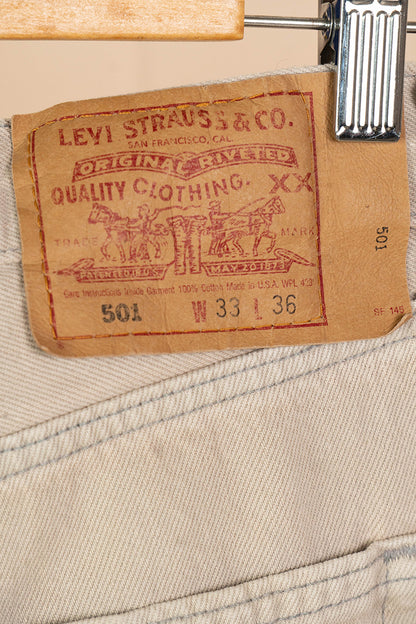 LEVI STRAUSS & CO.
SAN FRANCISCO, CAL
ORIGINAL RIVETED
QUALITY CLOTHING. XX
TRADE MARK
PATENTED U.S. MAY 20 1873
Care Instructions Inside Garment 100% Cotton Made in U.S.A. WPL 423
501 W 33 L 36
501
SF 145